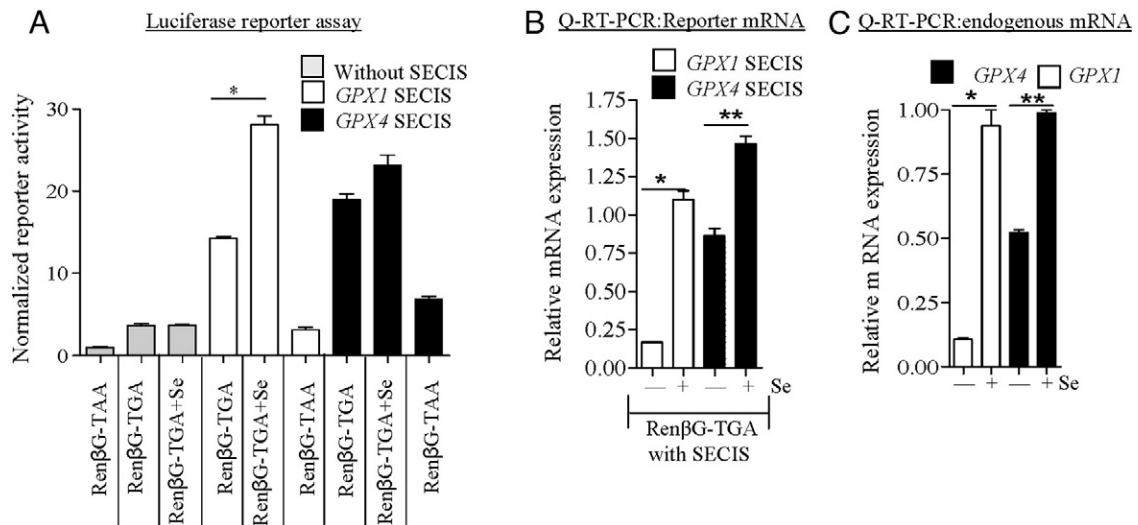 A
Luciferase reporter assay
Without SECIS
GPX1 SECIS
GPX4 SECIS
Normalized reporter activity
30
20
10
0
*
RenβG-TAA
RenβG-TGA
RenβG-TGA+Se
RenβG-TGA
RenβG-TGA+Se
RenβG-TAA
RenβG-TGA
RenβG-TGA+Se
RenβG-TAA
B
Q-RT-PCR:Reporter mRNA
GPX1 SECIS
GPX4 SECIS
Relative mRNA expression
1.75
1.50
1.25
1.00
0.75
0.50
0.25
0.00
*
**
— + — + Se
RenβG-TGA
with SECIS
C
Q-RT-PCR:endogenous mRNA
GPX4 GPX1
Relative m RNA expression
1.00
0.75
0.50
0.25
0.00
*
**
— + — + Se